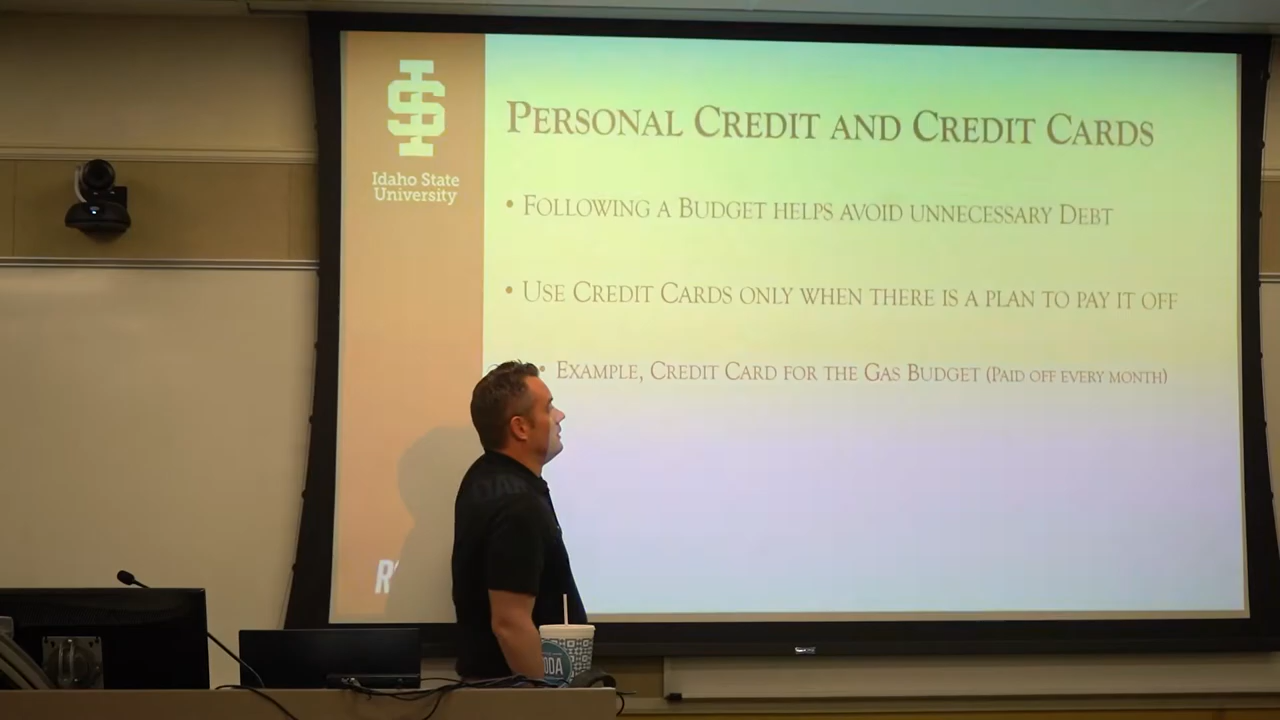 Idaho State
University
PERSONAL CREDIT AND CREDIT CARDS
• FOLLOWING A BUDGET HELPS AVOID UNNECESSARY DEBT
• USE CREDIT CARDS ONLY WHEN THERE IS A PLAN TO PAY IT OFF
• EXAMPLE, CREDIT CARD FOR THE GAS BUDGET (PAID OFF EVERY MONTH)